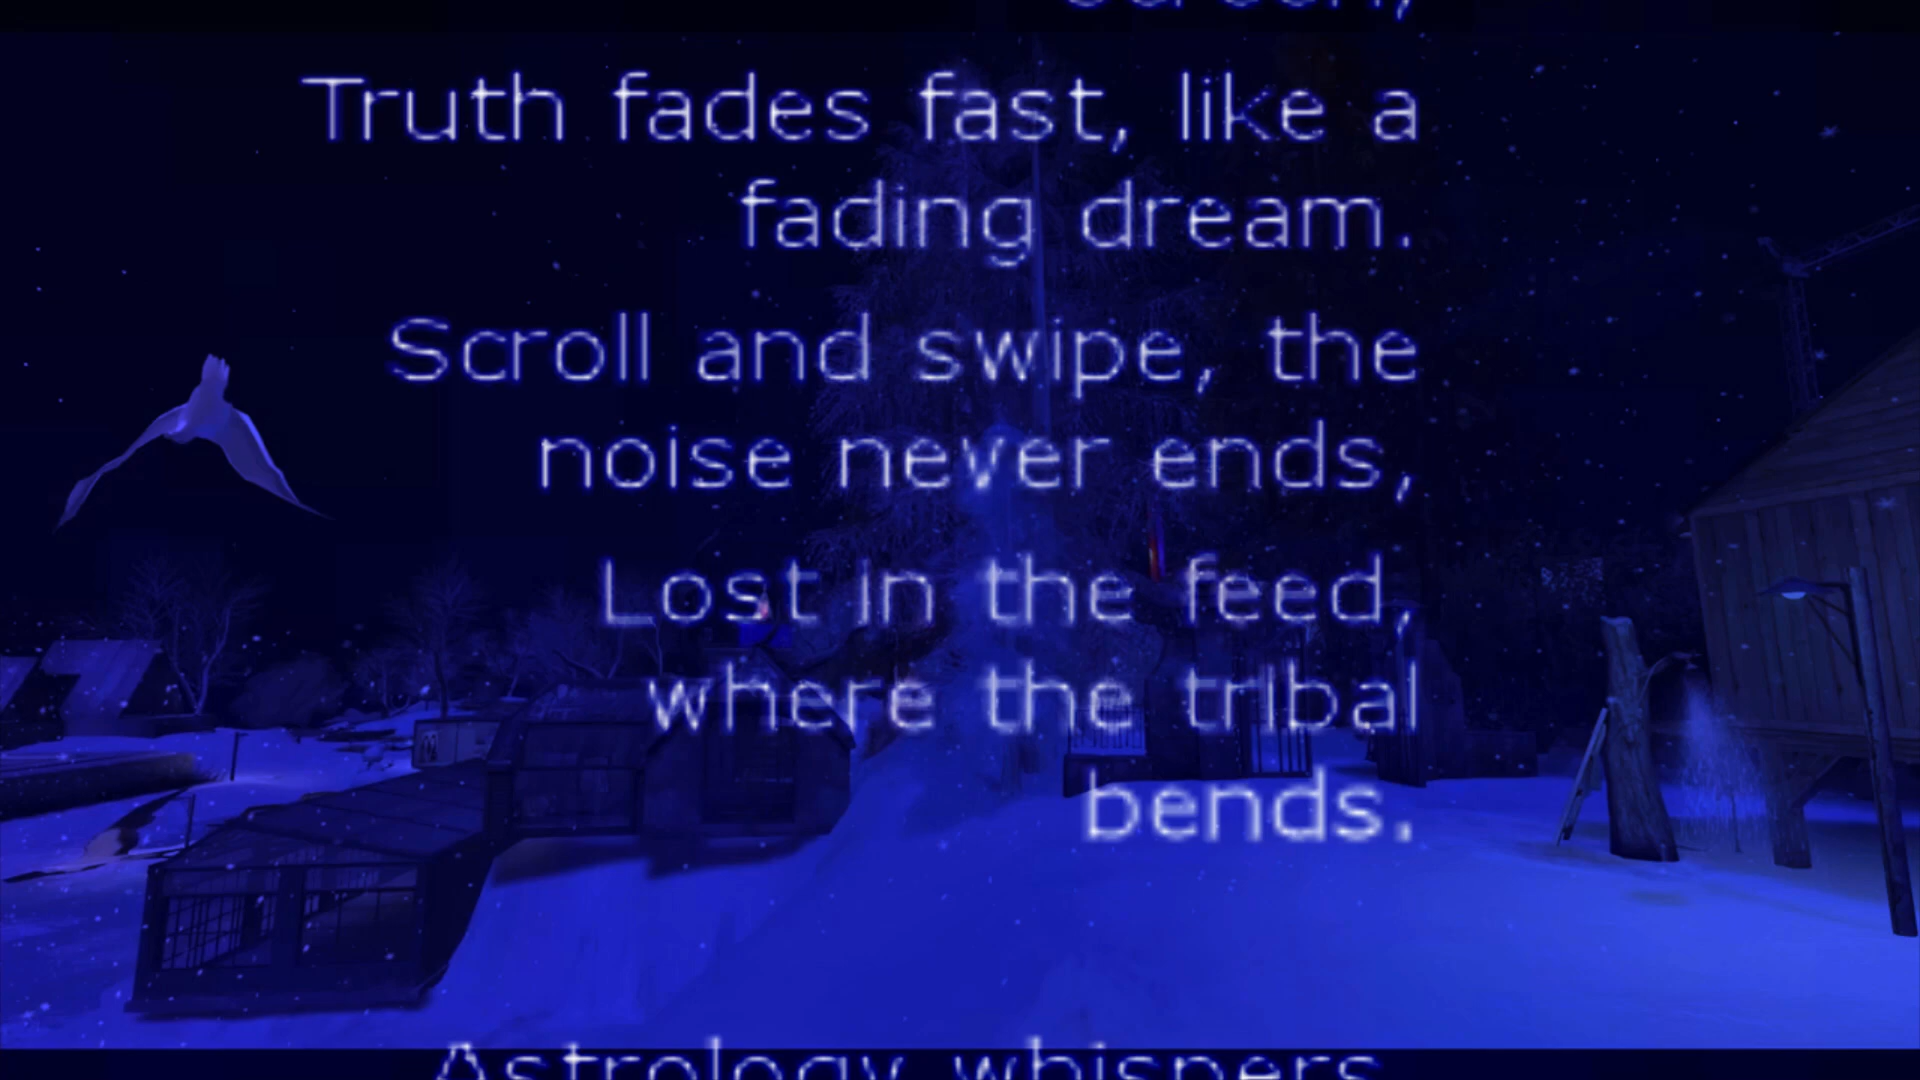 screen,
Truth fades fast, like a
fading dream.
Scroll and swipe, the
noise never ends,
Lost in the feed,
where the tribal
bends.
Astrology whispers